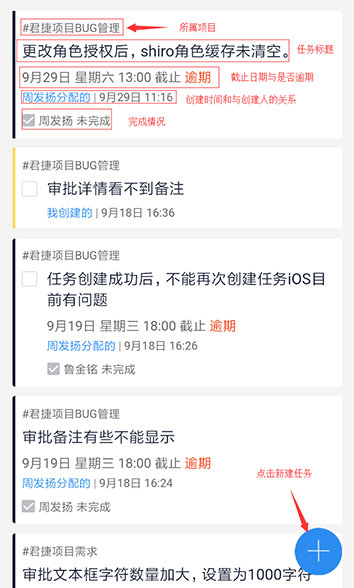 #君捷项目BUG管理 所属项目
更改角色授权后，shiro角色缓存未清空。 任务标题
9月29日 星期六 13:00 截止 逾期 截止日期与是否逾期
周发扬分配的 | 9月29日 11:16 创建时间和与创建人的关系
周发扬 未完成 完成情况
#君捷项目BUG管理
审批详情看不到备注
我创建的 | 9月18日 16:36
#君捷项目BUG管理
任务创建成功后，不能再次创建任务iOS目
前有问题
9月19日 星期三 18:00 截止 逾期
周发扬分配的 | 9月18日 16:26
鲁金铭 未完成
#君捷项目BUG管理
审批备注有些不能显示
9月19日 星期三 18:00 截止 逾期
点击新建任务
周发扬分配的 | 9月18日 16:24
周发扬 未完成
#君捷项目需求
审批文本框字符数量加大，设置为1000字符